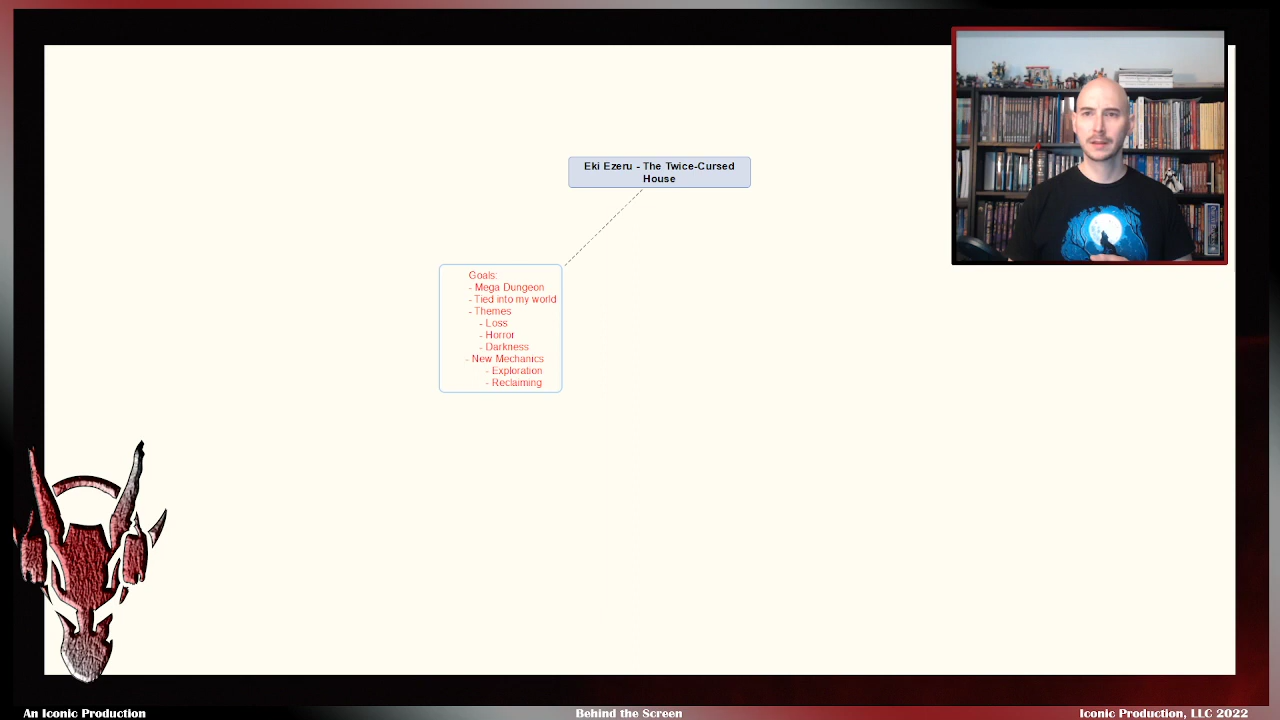 Eki Ezeru - The Twice-Cursed
House
Goals:
- Mega Dungeon
- Tied into my world
- Themes
- Loss
- Horror
- Darkness
- New Mechanics
- Exploration
- Reclaiming
An Iconic Production
Behind the Screen
Iconic Production, LLC 2022